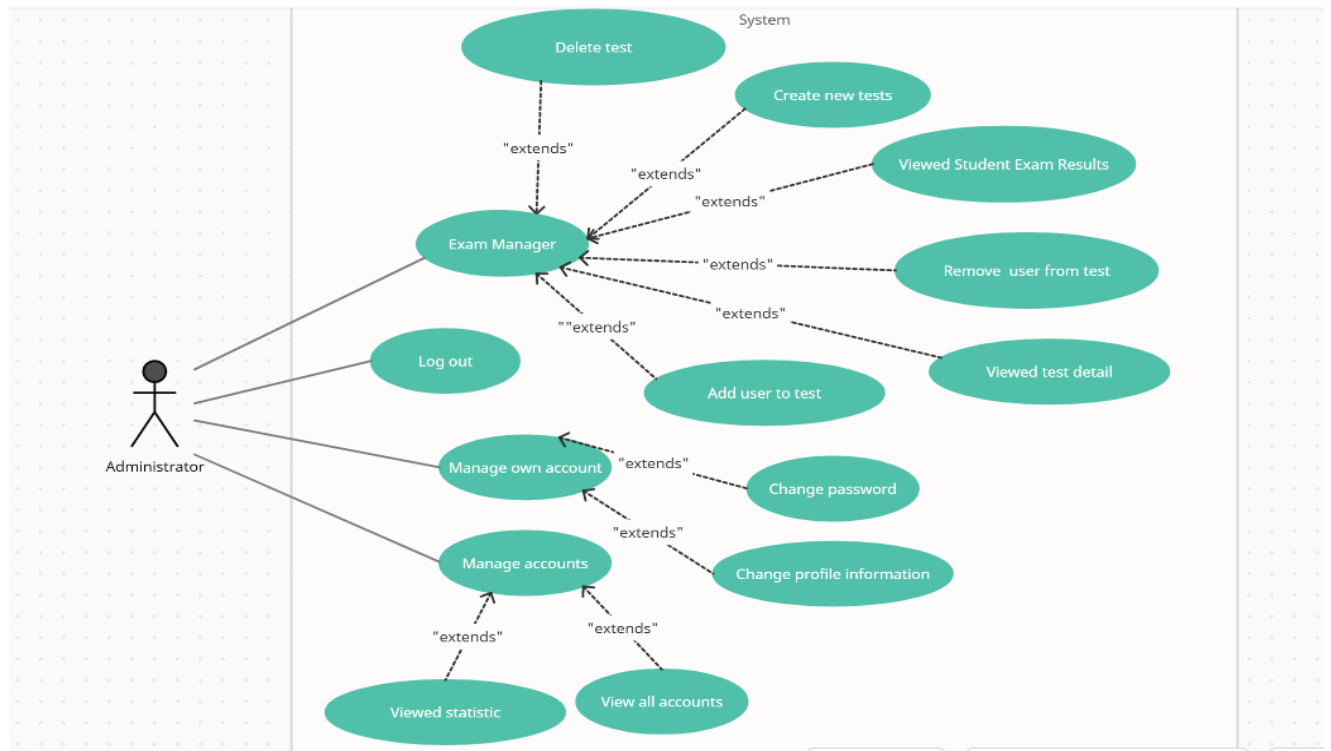 System
Delete test
Create new tests
"extends"
Viewed Student Exam Results
"extends"
"extends"
Exam Manager
"extends"
Remove  user from test
"extends"
""extends"
Log out
Viewed test detail
Add user to test
Administrator
Manage own account
"extends"
Change password
"extends"
Manage accounts
Change profile information
"extends"
"extends"
View all accounts
Viewed statistic